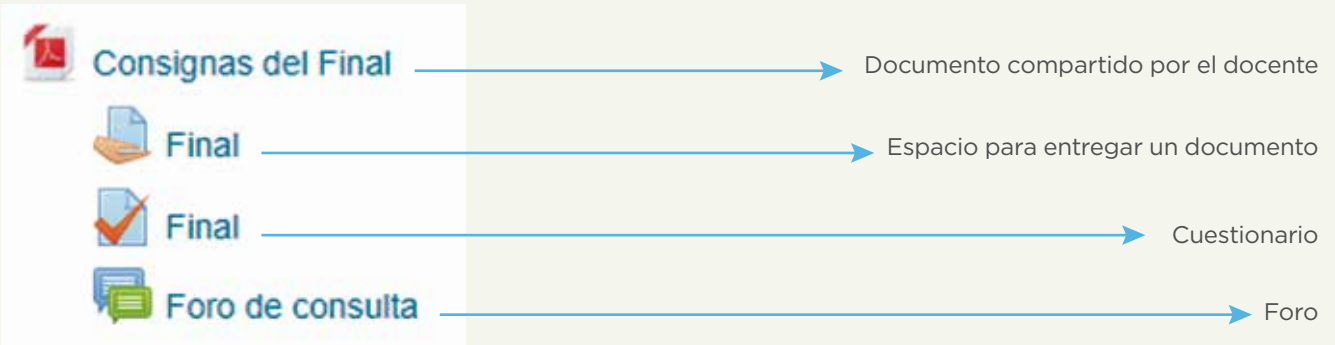 Consignas del Final
Documento compartido por el docente
Final
Espacio para entregar un documento
Final
Cuestionario
Foro de consulta
Foro